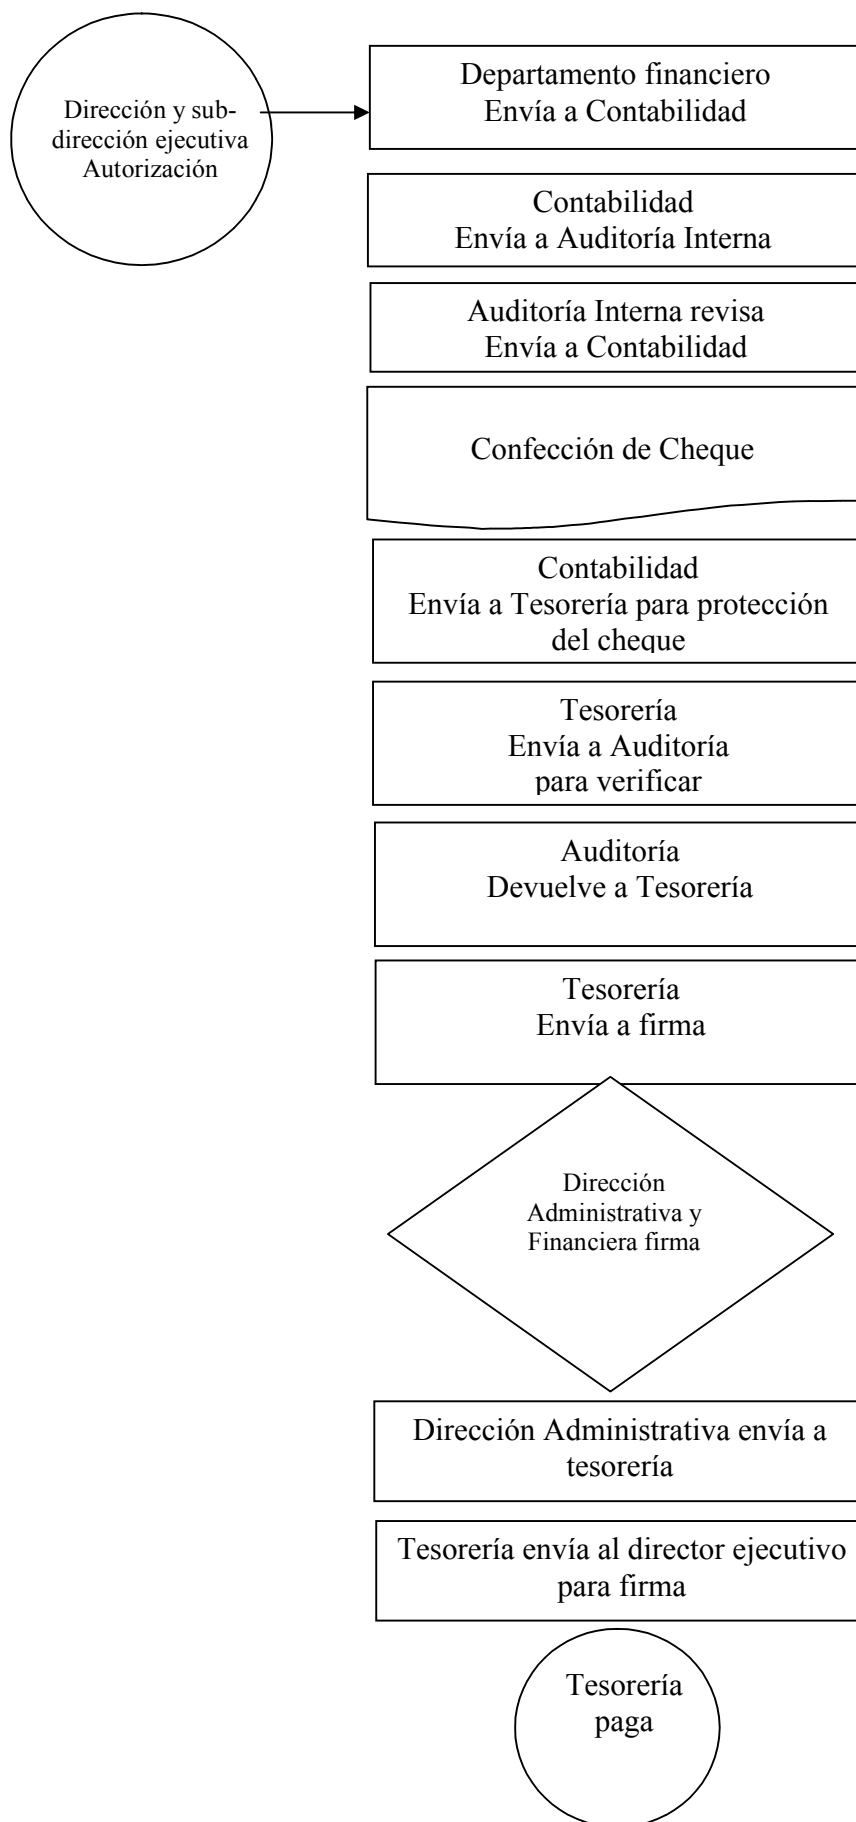 Dirección y sub-
dirección ejecutiva
Autorización
Departamento financiero
Envía a Contabilidad
Contabilidad
Envía a Auditoría Interna
Auditoría Interna revisa
Envía a Contabilidad
Confección de Cheque
Contabilidad
Envía a Tesorería para protección
del cheque
Tesorería
Envía a Auditoría
para verificar
Auditoría
Devuelve a Tesorería
Tesorería
Envía a firma
Dirección
Administrativa y
Financiera firma
Dirección Administrativa envía a
tesorería
Tesorería envía al director ejecutivo
para firma
Tesorería
paga